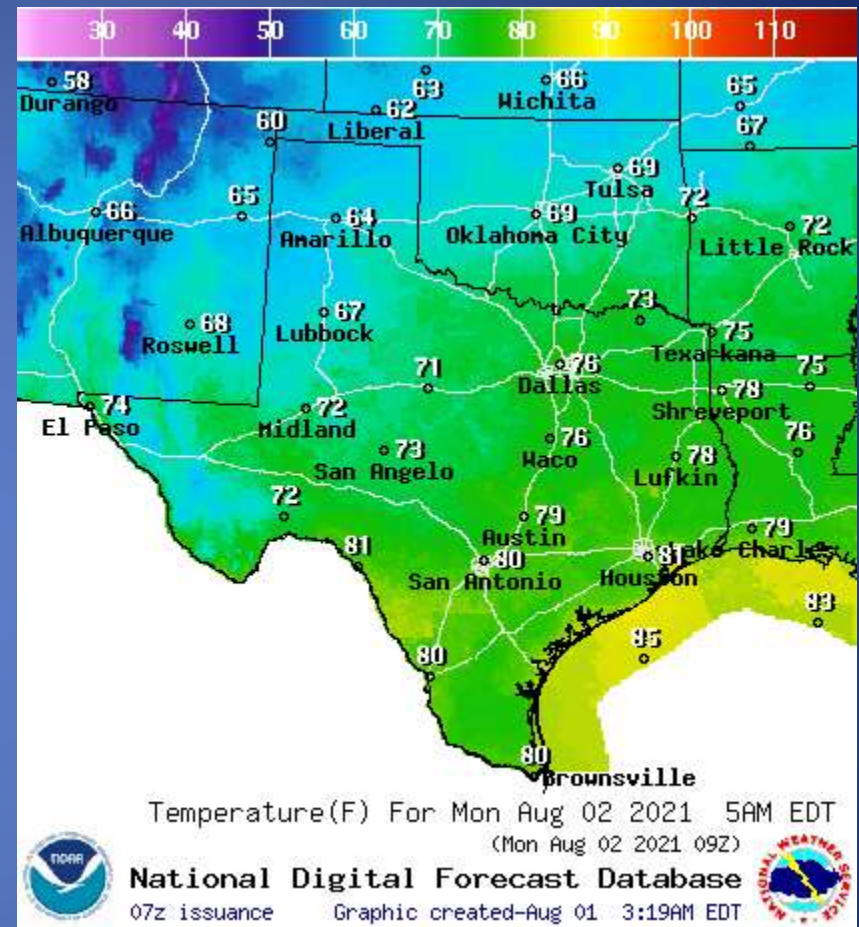 30 40 50 60 70 80 90 100 110
58
Durango
63
66
Wichita
62
Liberal
65
60
67
69
Tulsa
66
Albuquerque
65
64
Amarillo
69
Oklahoma City
72
72
Little Rock
68
Roswell
67
Lubbock
73
75
Texarkana
76
Dallas
71
78
Shreveport
75
74
El Paso
72
Midland
73
San Angelo
76
Waco
78
Lufkin
76
72
79
Austin
79
Lake Charles
81
80
San Antonio
81
Houston
83
85
80
80
Brownsville
Temperature(F) For Mon Aug 02 2021 5AM EDT
(Mon Aug 02 2021 09Z)
NOAA
National Digital Forecast Database
07z issuance Graphic created-Aug 01 3:19AM EDT
NATIONAL WEATHER SERVICE